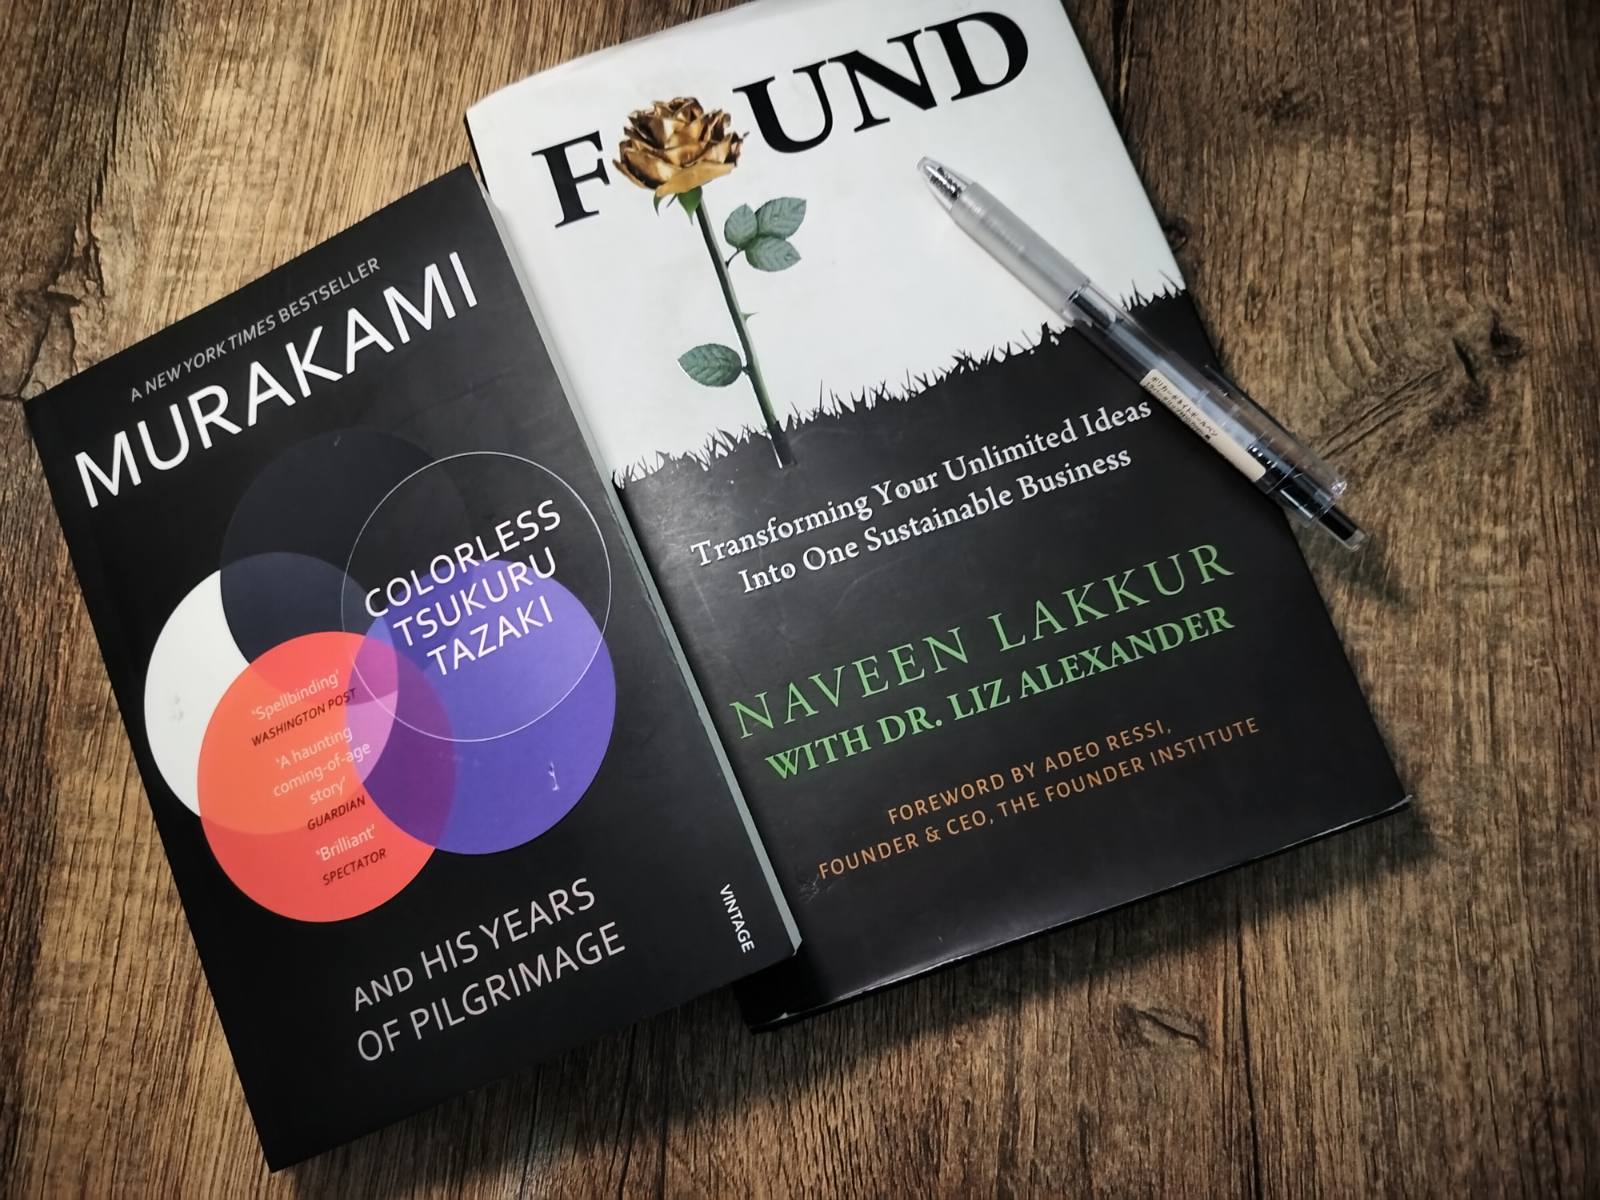 A NEW YORK TIMES BESTSELLER
MURAKAMI
COLORLESS
TSUKURU
TAZAKI
'Spellbinding'
WASHINGTON POST
'A haunting
coming-of-age
story'
GUARDIAN
'Brilliant'
SPECTATOR
AND HIS YEARS
OF PILGRIMAGE
VINTAGE
FOUND
Transforming Your Unlimited Ideas
Into One Sustainable Business
NAVEEN LAKKUR
WITH DR. LIZ ALEXANDER
FOREWORD BY ADEO RESSI,
FOUNDER & CEO, THE FOUNDER INSTITUTE